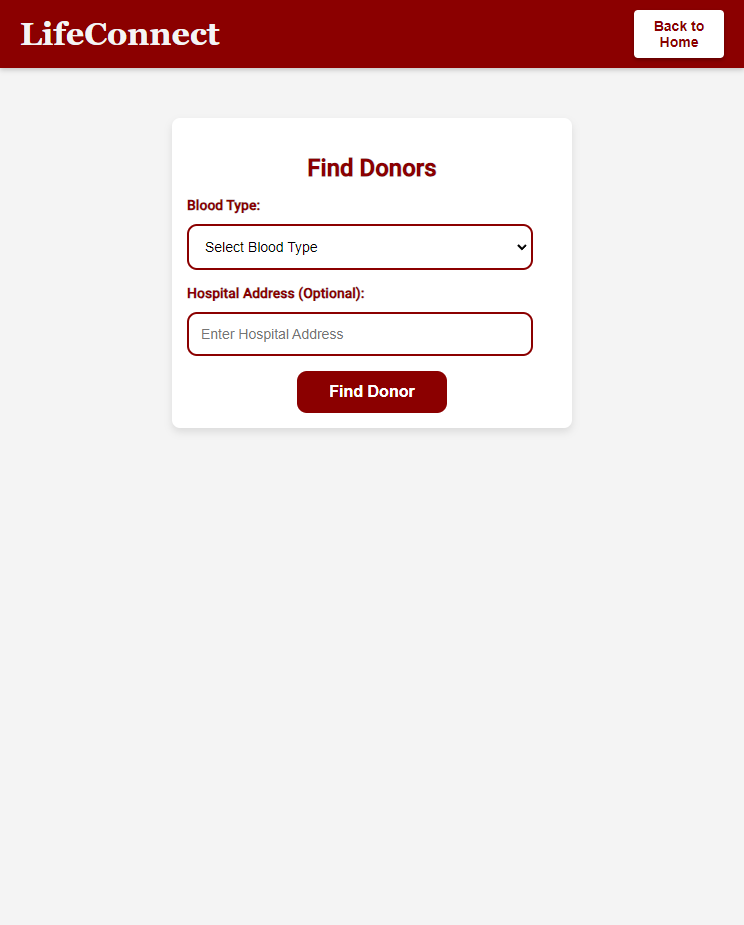 LifeConnect
Back to
Home
Find Donors
Blood Type:
Select Blood Type
Hospital Address (Optional):
Enter Hospital Address
Find Donor